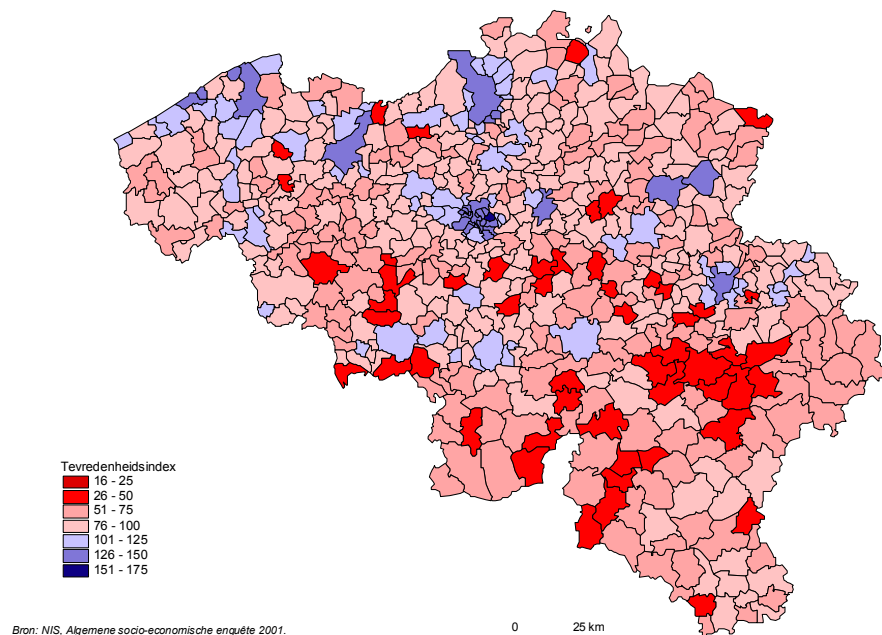 Tevredenheidsindex
16 - 25
26 - 50
51 - 75
76 - 100
101 - 125
126 - 150
151 - 175
Bron: NIS, Algemene socio-economische enquête 2001.
0 25 km